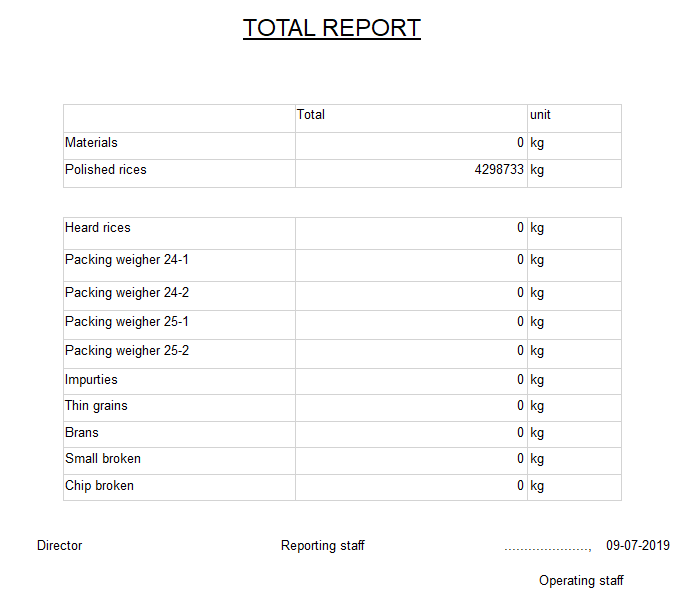 TOTAL REPORT
Total unit
Materials 0 kg
Polished rices 4298733 kg
Heard rices 0 kg
Packing weigher 24-1 0 kg
Packing weigher 24-2 0 kg
Packing weigher 25-1 0 kg
Packing weigher 25-2 0 kg
Impurties 0 kg
Thin grains 0 kg
Brans 0 kg
Small broken 0 kg
Chip broken 0 kg
Director Reporting staff ......................, 09-07-2019
Operating staff